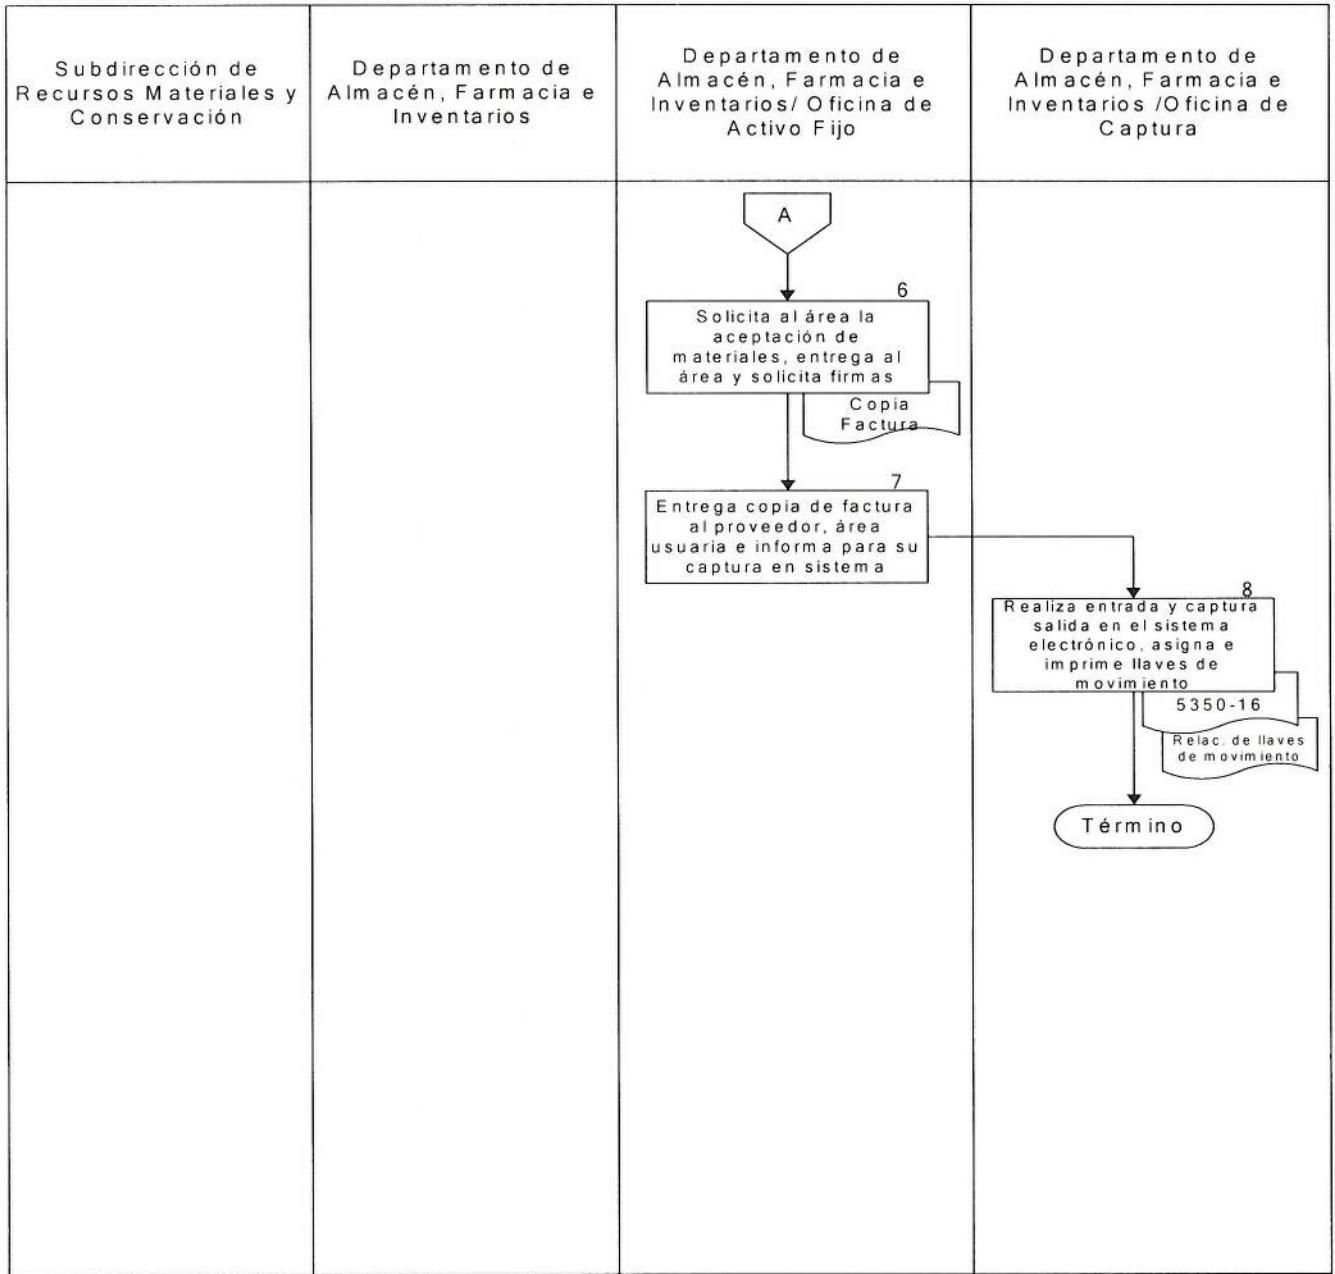 Subdirección de
Recursos Materiales y
Conservación
Departamento de
Almacén, Farmacia e
Inventarios
Departamento de
Almacén, Farmacia e
Inventarios/ Oficina de
Activo Fijo
Departamento de
Almacén, Farmacia e
Inventarios /Oficina de
Captura
A
6
Solicita al área la
aceptación de
materiales, entrega al
área y solicita firmas
Copia
Factura
7
Entrega copia de factura
al proveedor, área
usuaria e informa para su
captura en sistema
8
Realiza entrada y captura
salida en el sistema
electrónico, asigna e
imprime llaves de
movimiento
5350-16
Relac. de llaves
de movimiento
Término